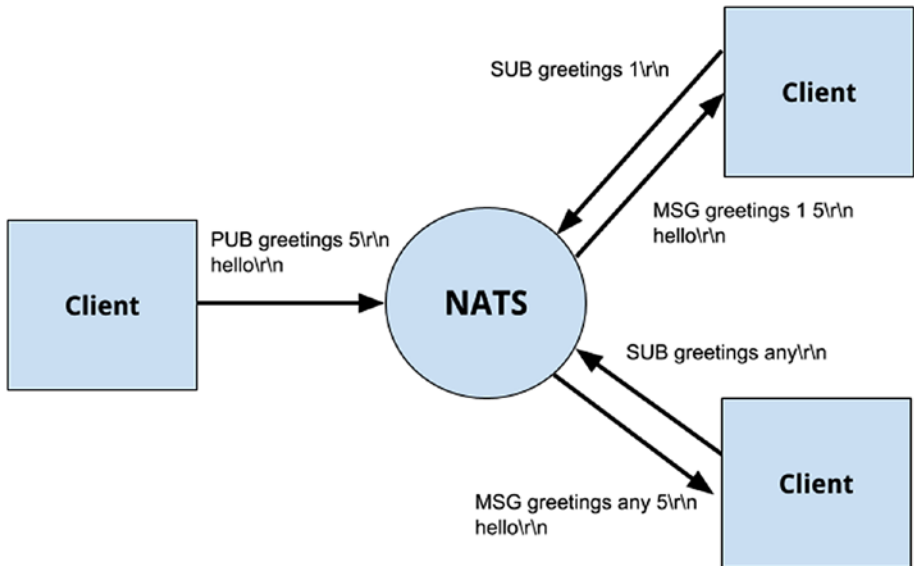 SUB greetings 1\r\n
Client
MSG greetings 1 5\r\n
hello\r\n
PUB greetings 5\r\n
hello\r\n
Client
NATS
SUB greetings any\r\n
Client
MSG greetings any 5\r\n
hello\r\n